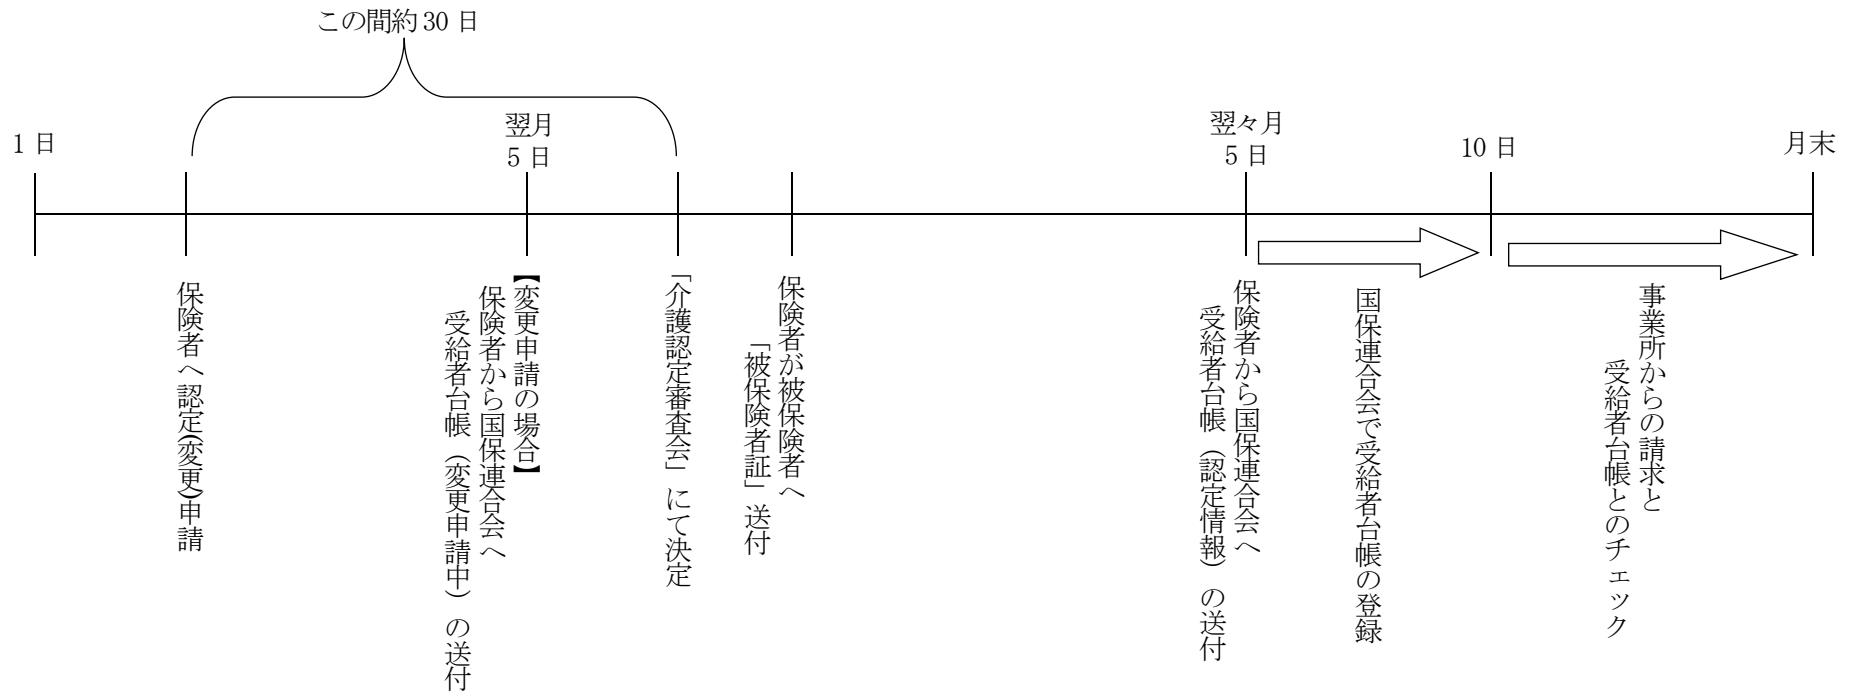 この間約30日
1日
翌月
5日
翌々月
5日
10日
月末
保険者へ認定(変更)申請
【変更申請の場合】
保険者から国保連合会へ
受給者台帳（変更申請中）の送付
「介護認定審査会」にて決定
保険者が被保険者へ
「被保険者証」送付
保険者から国保連合会へ
受給者台帳（認定情報）の送付
国保連合会で受給者台帳の登録
事業所からの請求と
受給者台帳とのチェック